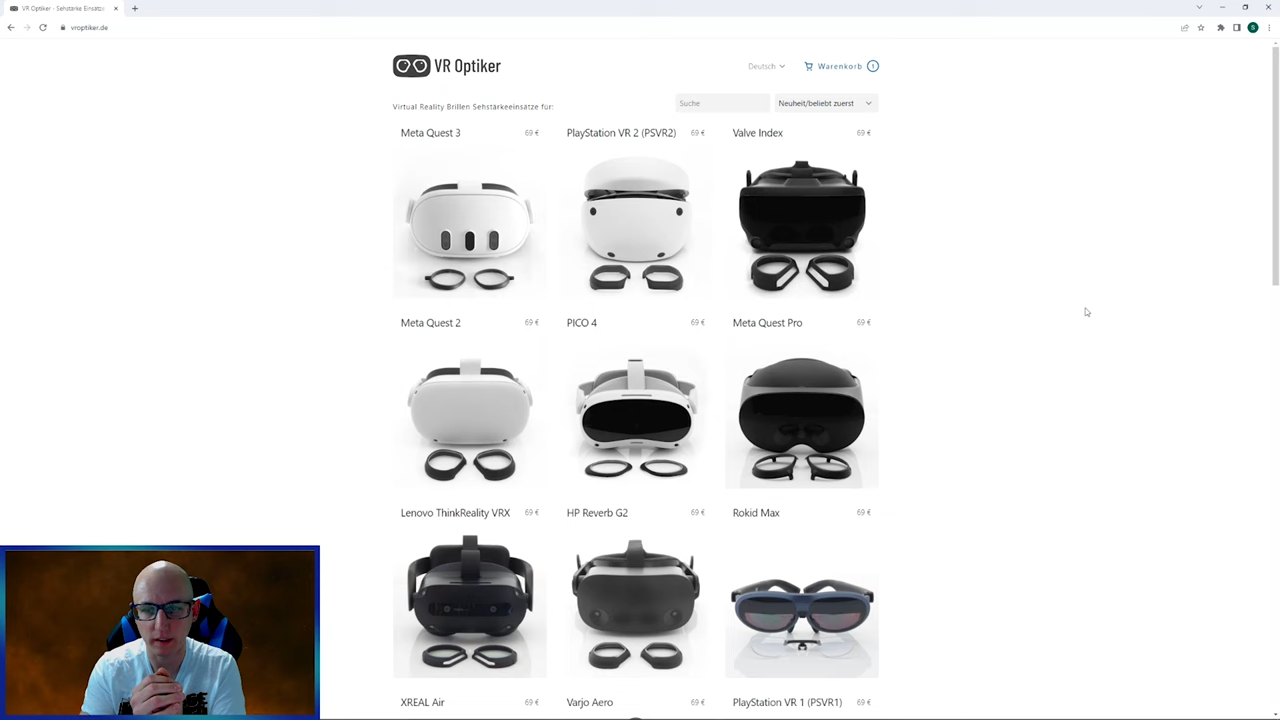 VR Optiker - Sehstärke Einsätze
vroptiker.de
S
VR Optiker
Deutsch
Warenkorb 1
Virtual Reality Brillen Sehstärkeeinsätze für:
Suche
Neuheit/beliebt zuerst
Meta Quest 3 69 €
PlayStation VR 2 (PSVR2) 69 €
Valve Index 69 €
Meta Quest 2 69 €
PICO 4 69 €
Meta Quest Pro 69 €
Lenovo ThinkReality VRX 69 €
HP Reverb G2 69 €
Rokid Max 69 €
XREAL Air 69 €
Varjo Aero 69 €
PlayStation VR 1 (PSVR1) 69 €